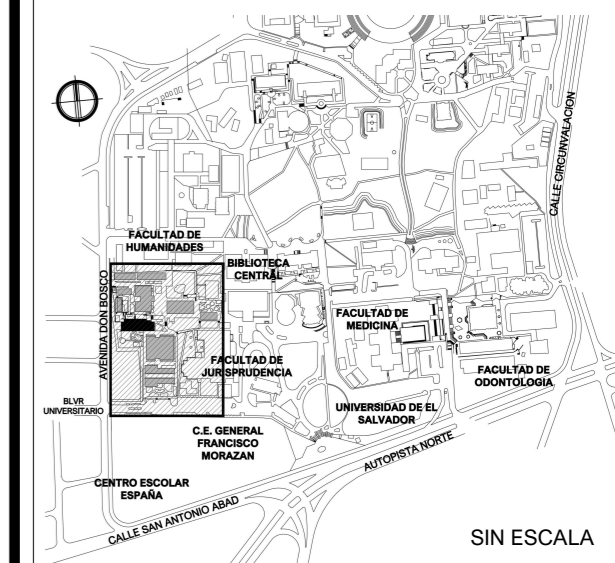 CALLE CIRCUNVALACION
FACULTAD DE
HUMANIDADES
BIBLIOTECA
CENTRAL
AVENIDA DON BOSCO
FACULTAD DE
MEDICINA
FACULTAD DE
JURISPRUDENCIA
FACULTAD DE
ODONTOLOGIA
BLVR
UNIVERSITARIO
UNIVERSIDAD DE EL
SALVADOR
C.E. GENERAL
FRANCISCO
MORAZAN
AUTOPISTA NORTE
CENTRO ESCOLAR
ESPAÑA
CALLE SAN ANTONIO ABAD
SIN ESCALA